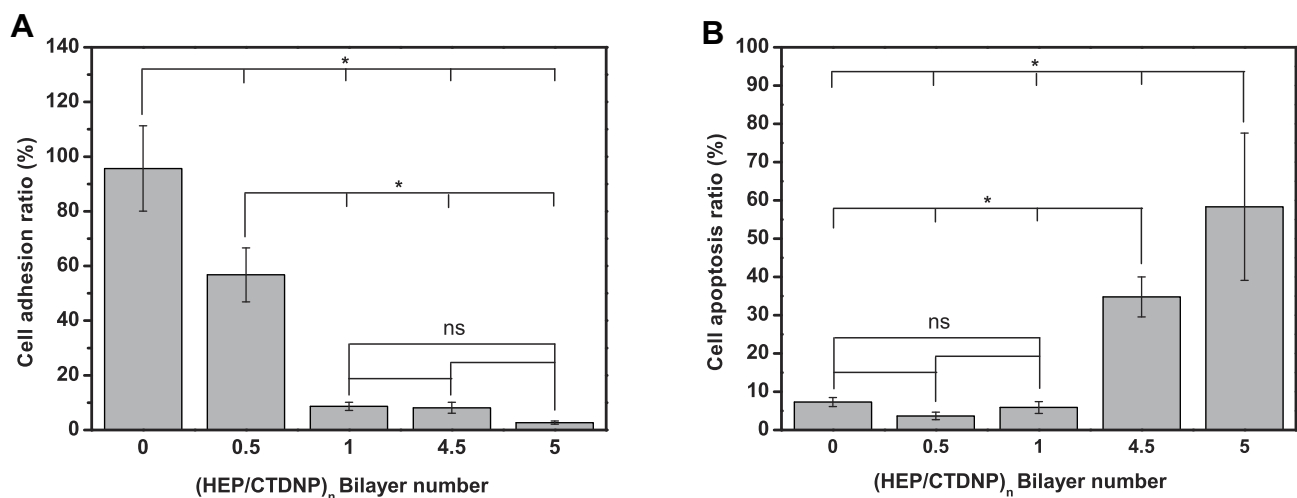 A
Cell adhesion ratio (%)
140
120
100
80
60
40
20
0
*
*
ns
0 0.5 1 4.5 5
(HEP/CTDNP)n Bilayer number
B
Cell apoptosis ratio (%)
100
90
80
70
60
50
40
30
20
10
0
*
*
ns
0 0.5 1 4.5 5
(HEP/CTDNP)n Bilayer number